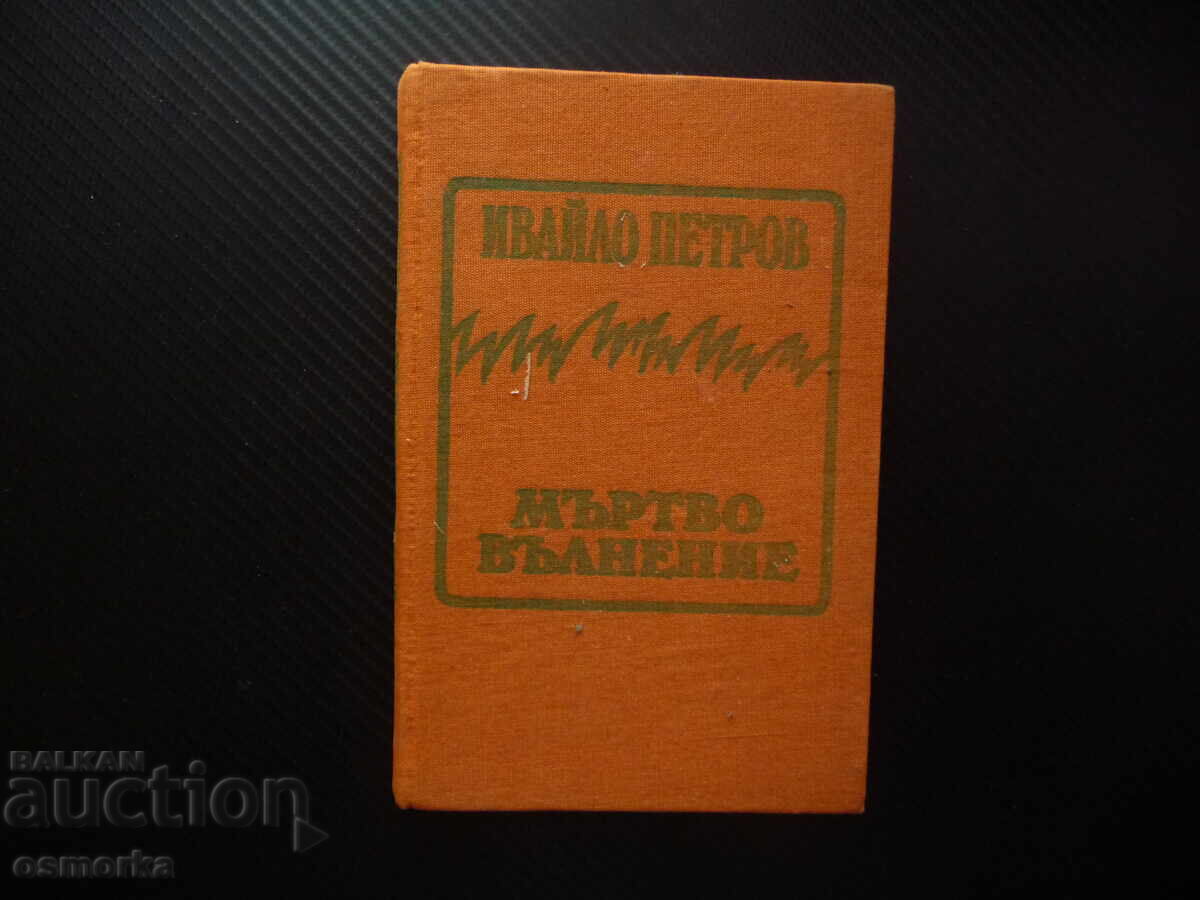 ИВАЙЛО ПЕТРОВ
МЪРТВО
ВЪЛНЕНИЕ
BALKAN
auction
osmorka